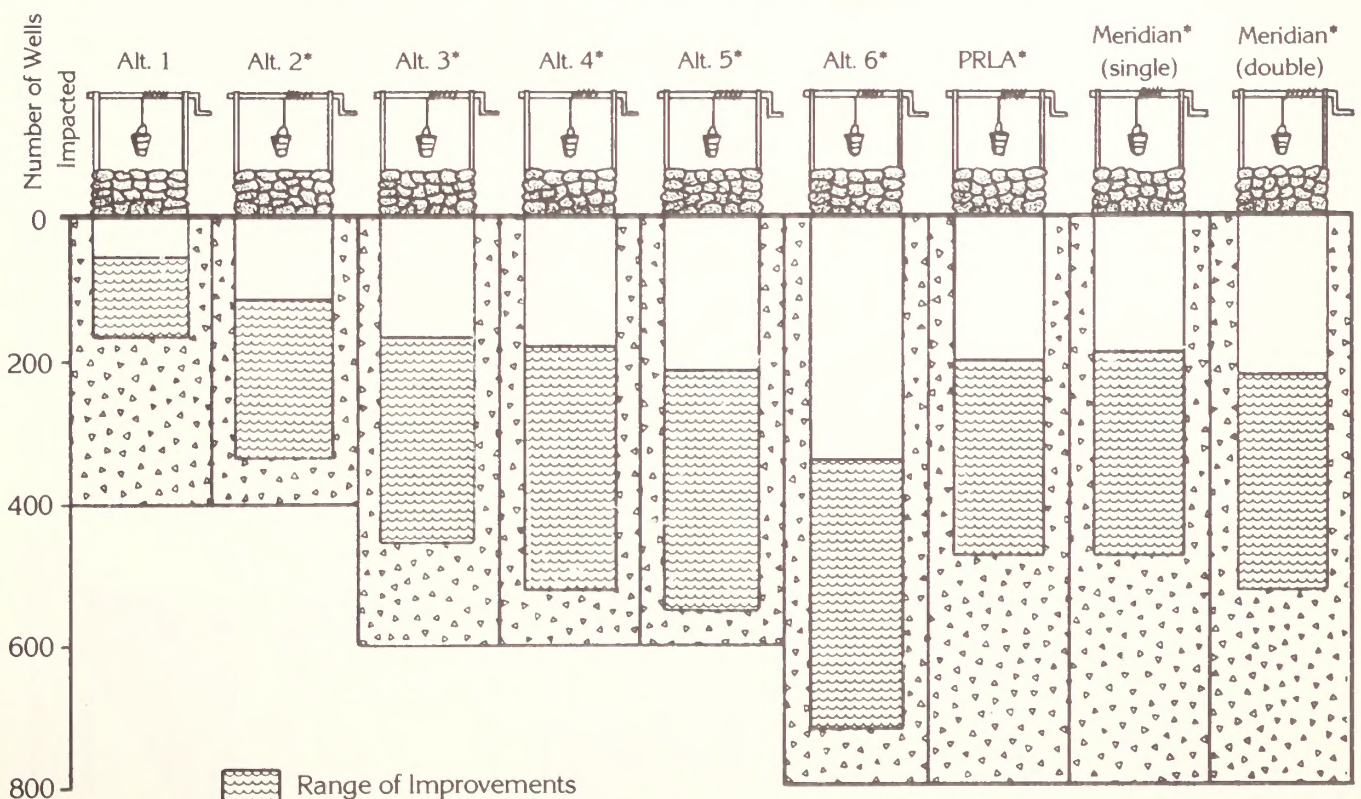 Number of Wells
Impacted
Alt. 1
Alt. 2*
Alt. 3*
Alt. 4*
Alt. 5*
Alt. 6*
PRLA*
Meridian*
(single)
Meridian*
(double)
0
200
400
600
800
Range of Improvements